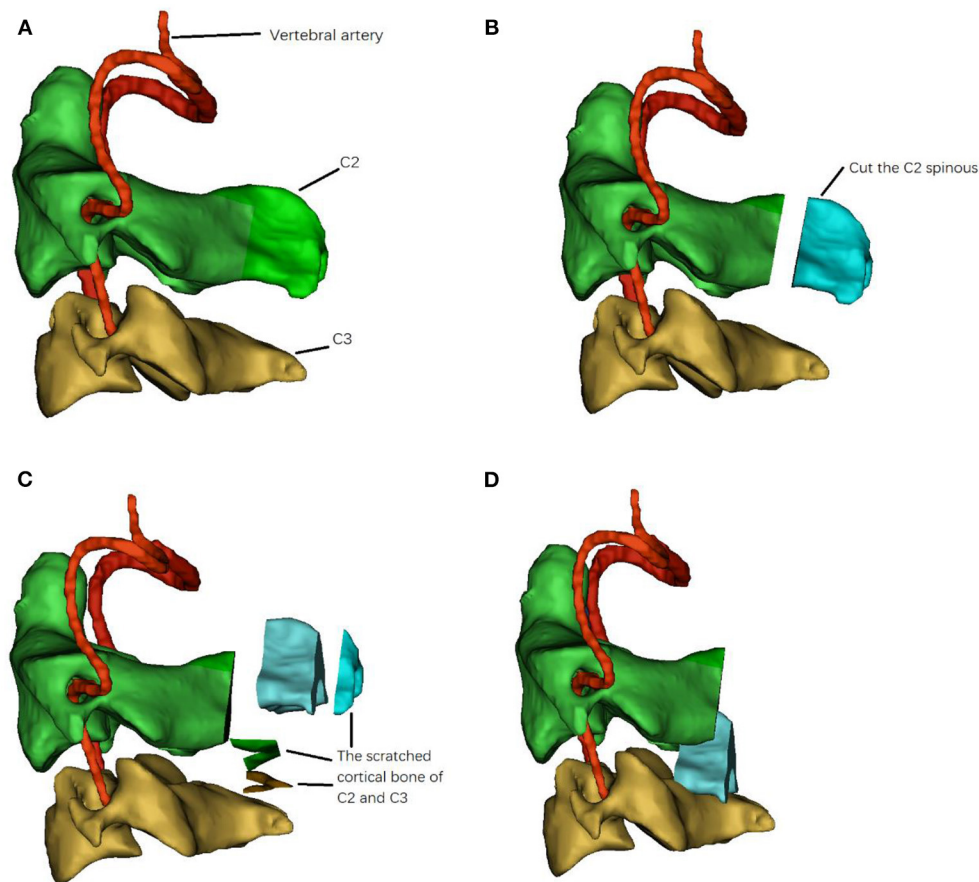 A
Vertebral artery
C2
C3
B
Cut the C2 spinous
C
The scratched
cortical bone of
C2 and C3
D